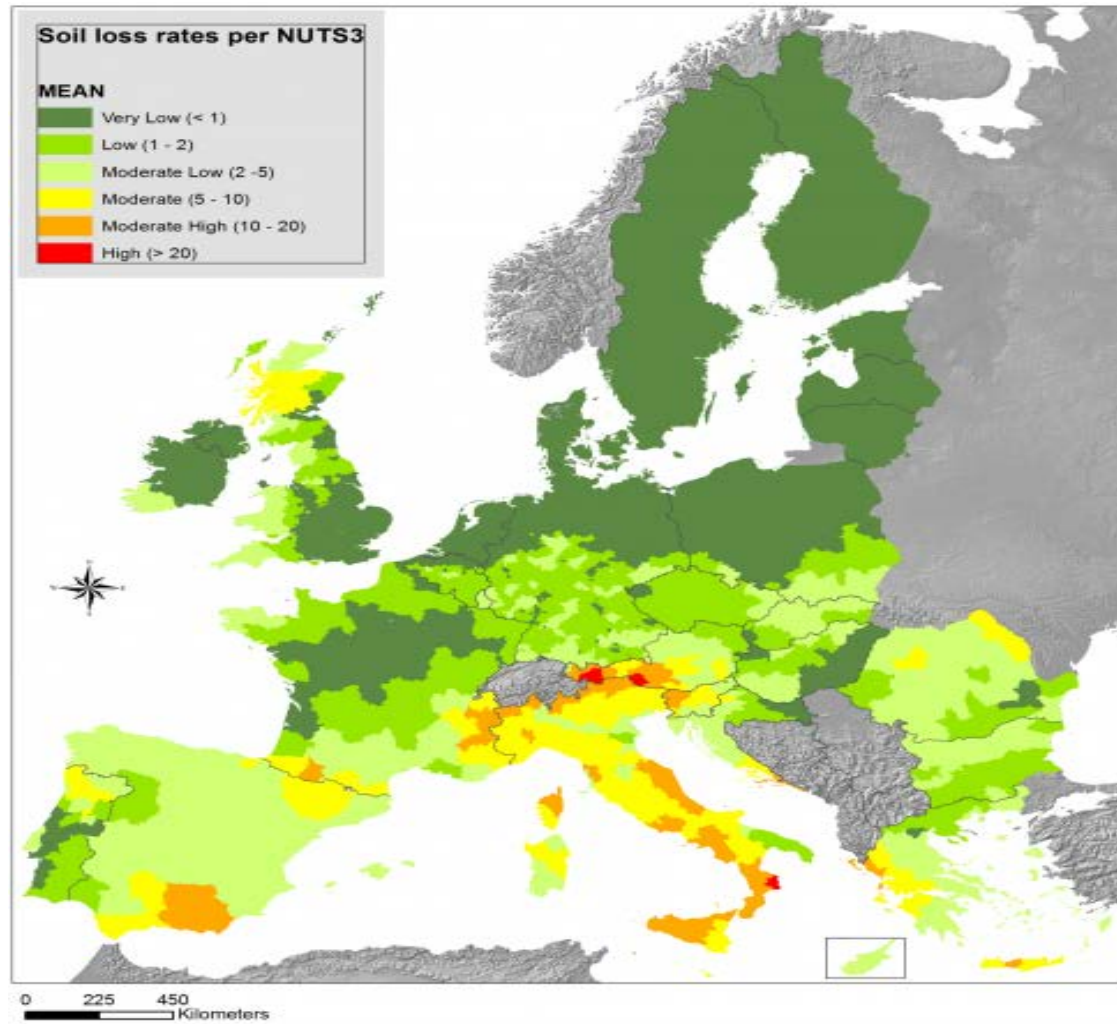 Soil loss rates per NUTS3
MEAN
Very Low (< 1)
Low (1 - 2)
Moderate Low (2 -5)
Moderate (5 - 10)
Moderate High (10 - 20)
High (> 20)
0 225 450
Kilometers